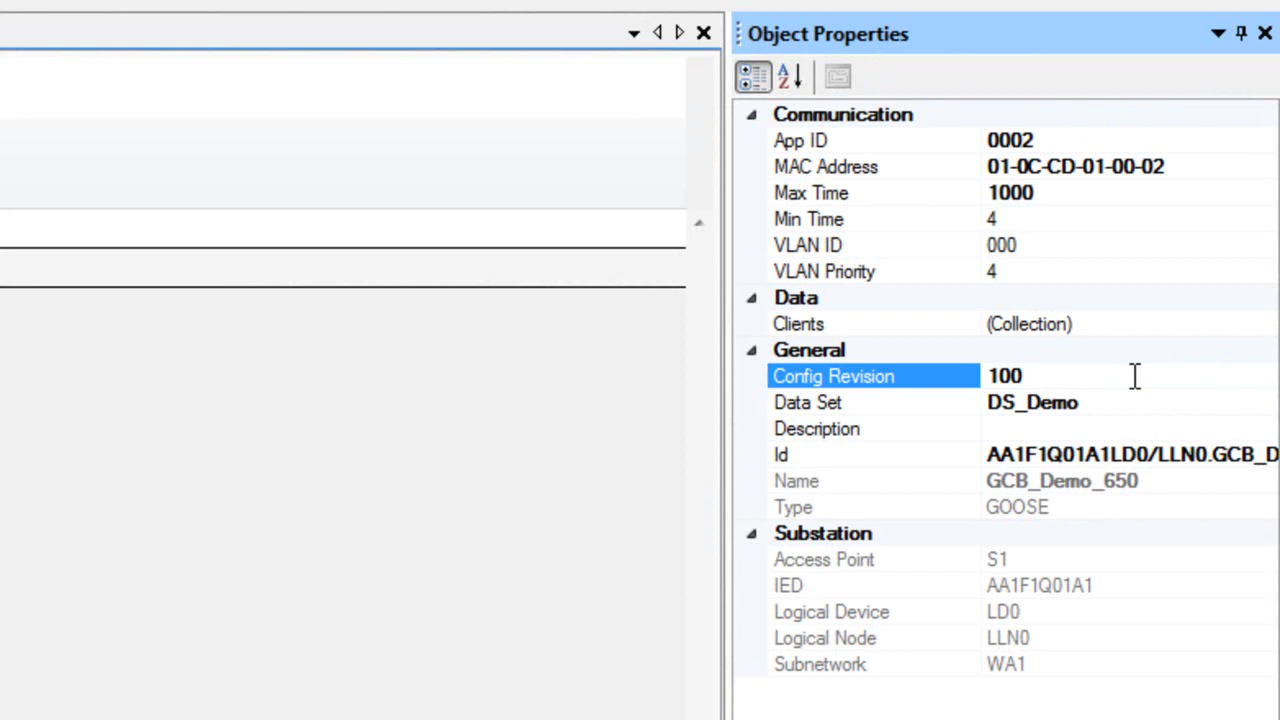 Object Properties
Communication
App ID 0002
MAC Address 01-0C-CD-01-00-02
Max Time 1000
Min Time 4
VLAN ID 000
VLAN Priority 4
Data
Clients (Collection)
General
Config Revision 100
Data Set DS_Demo
Description
Id AA1F1Q01A1LD0/LLN0.GCB_D
Name GCB_Demo_650
Type GOOSE
Substation
Access Point S1
IED AA1F1Q01A1
Logical Device LD0
Logical Node LLN0
Subnetwork WA1